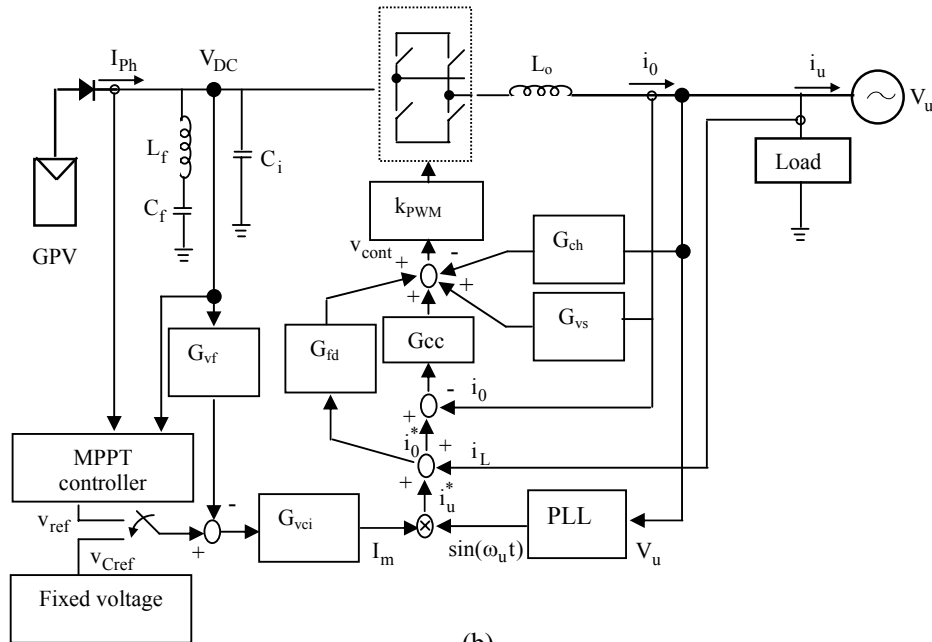 I_Ph
V_DC
L_o
i_0
i_u
V_u
L_f
C_i
Load
C_f
k_PWM
GPV
v_cont
-
G_ch
+
+
+
G_vf
G_fd
Gcc
G_vs
-
i_0
+
i_0^*
+
i_L
MPPT
controller
+
i_u^*
-
G_vci
PLL
v_ref
+
I_m
sin(ω_u t)
V_u
v_Cref
Fixed voltage
(b)